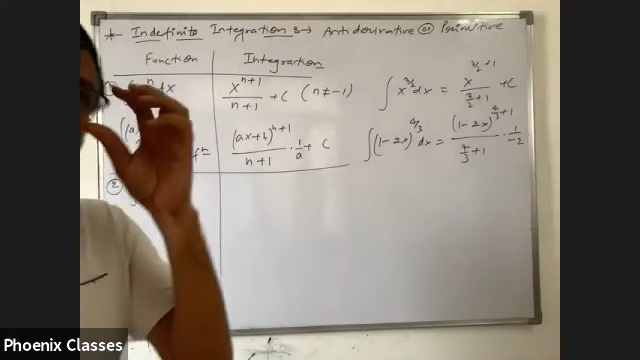 * Indefinite Integration :→ Antiderivative or Primitive
Function Integration
x^{n+1}/(n+1) + c (n≠-1) ∫ x^{3/2} dx = x^{3/2+1}/(3/2+1) + c
(ax+b)^{n+1}/(n+1) · 1/a + c ∫(1-2x)^{4/3} dx = (1-2x)^{4/3+1}/(4/3+1) · 1/-2
②
Phoenix Classes